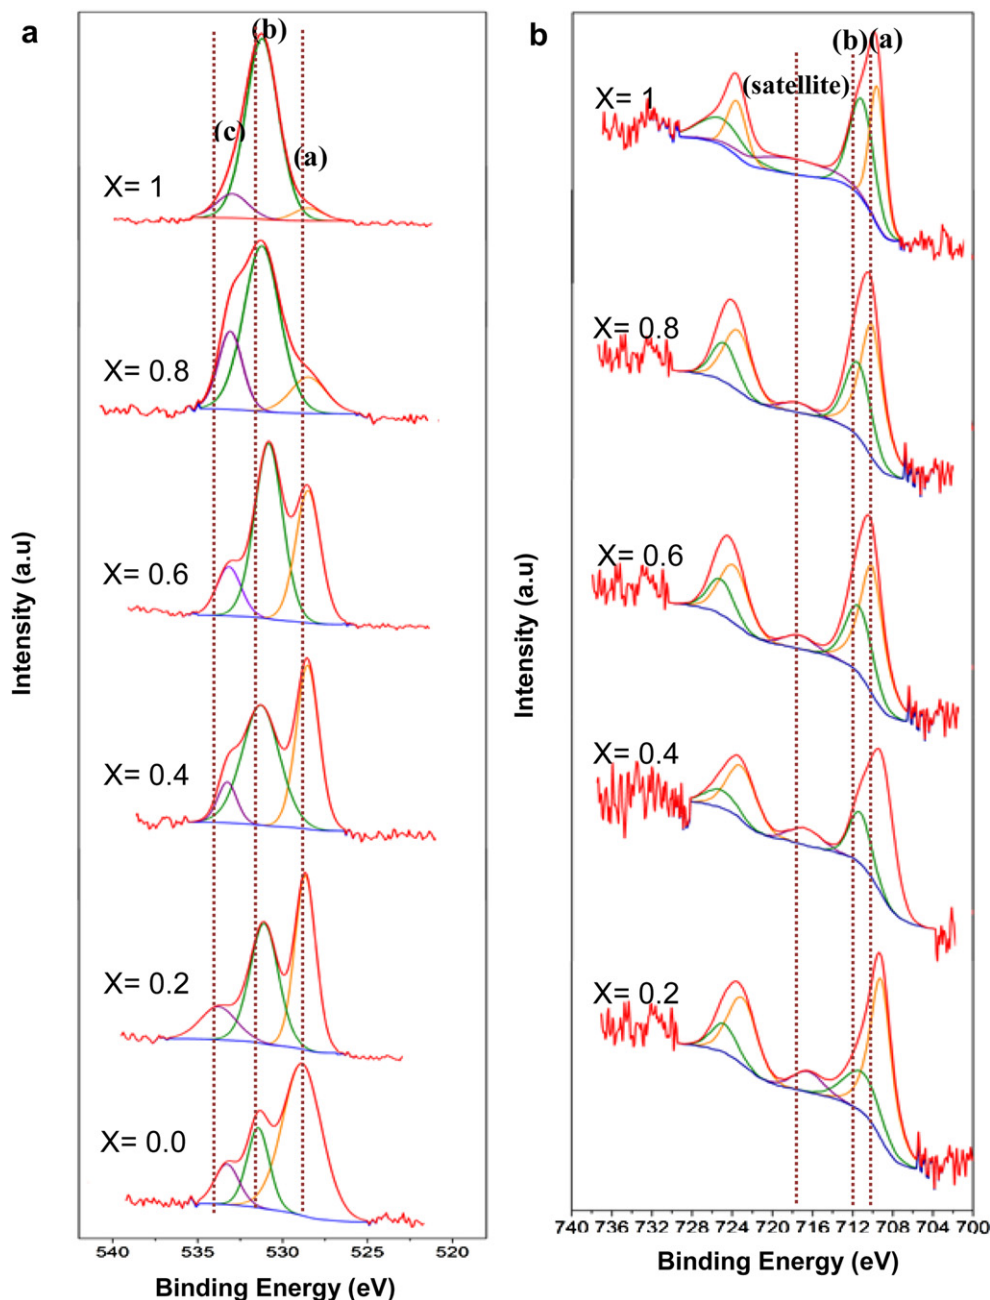 a
(b)
(c)
(a)
X= 1
X= 0.8
X= 0.6
X= 0.4
X= 0.2
X= 0.0
Intensity (a.u)
540 535 530 525 520
Binding Energy (eV)
b
(b) (a)
(satellite)
X= 1
X= 0.8
X= 0.6
X= 0.4
X= 0.2
Intensity (a.u)
740 736 732 728 724 720 716 712 708 704 700
Binding Energy (eV)